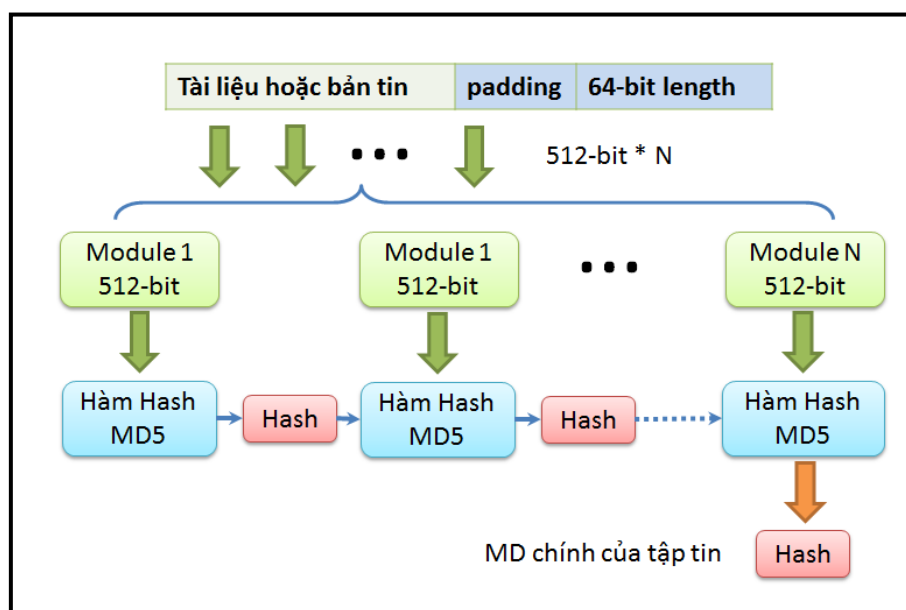 Tài liệu hoặc bản tin padding 64-bit length
512-bit * N
Module 1
512-bit
Module 1
512-bit
Module N
512-bit
Hàm Hash
MD5
Hash
Hàm Hash
MD5
Hash
Hàm Hash
MD5
MD chính của tập tin
Hash